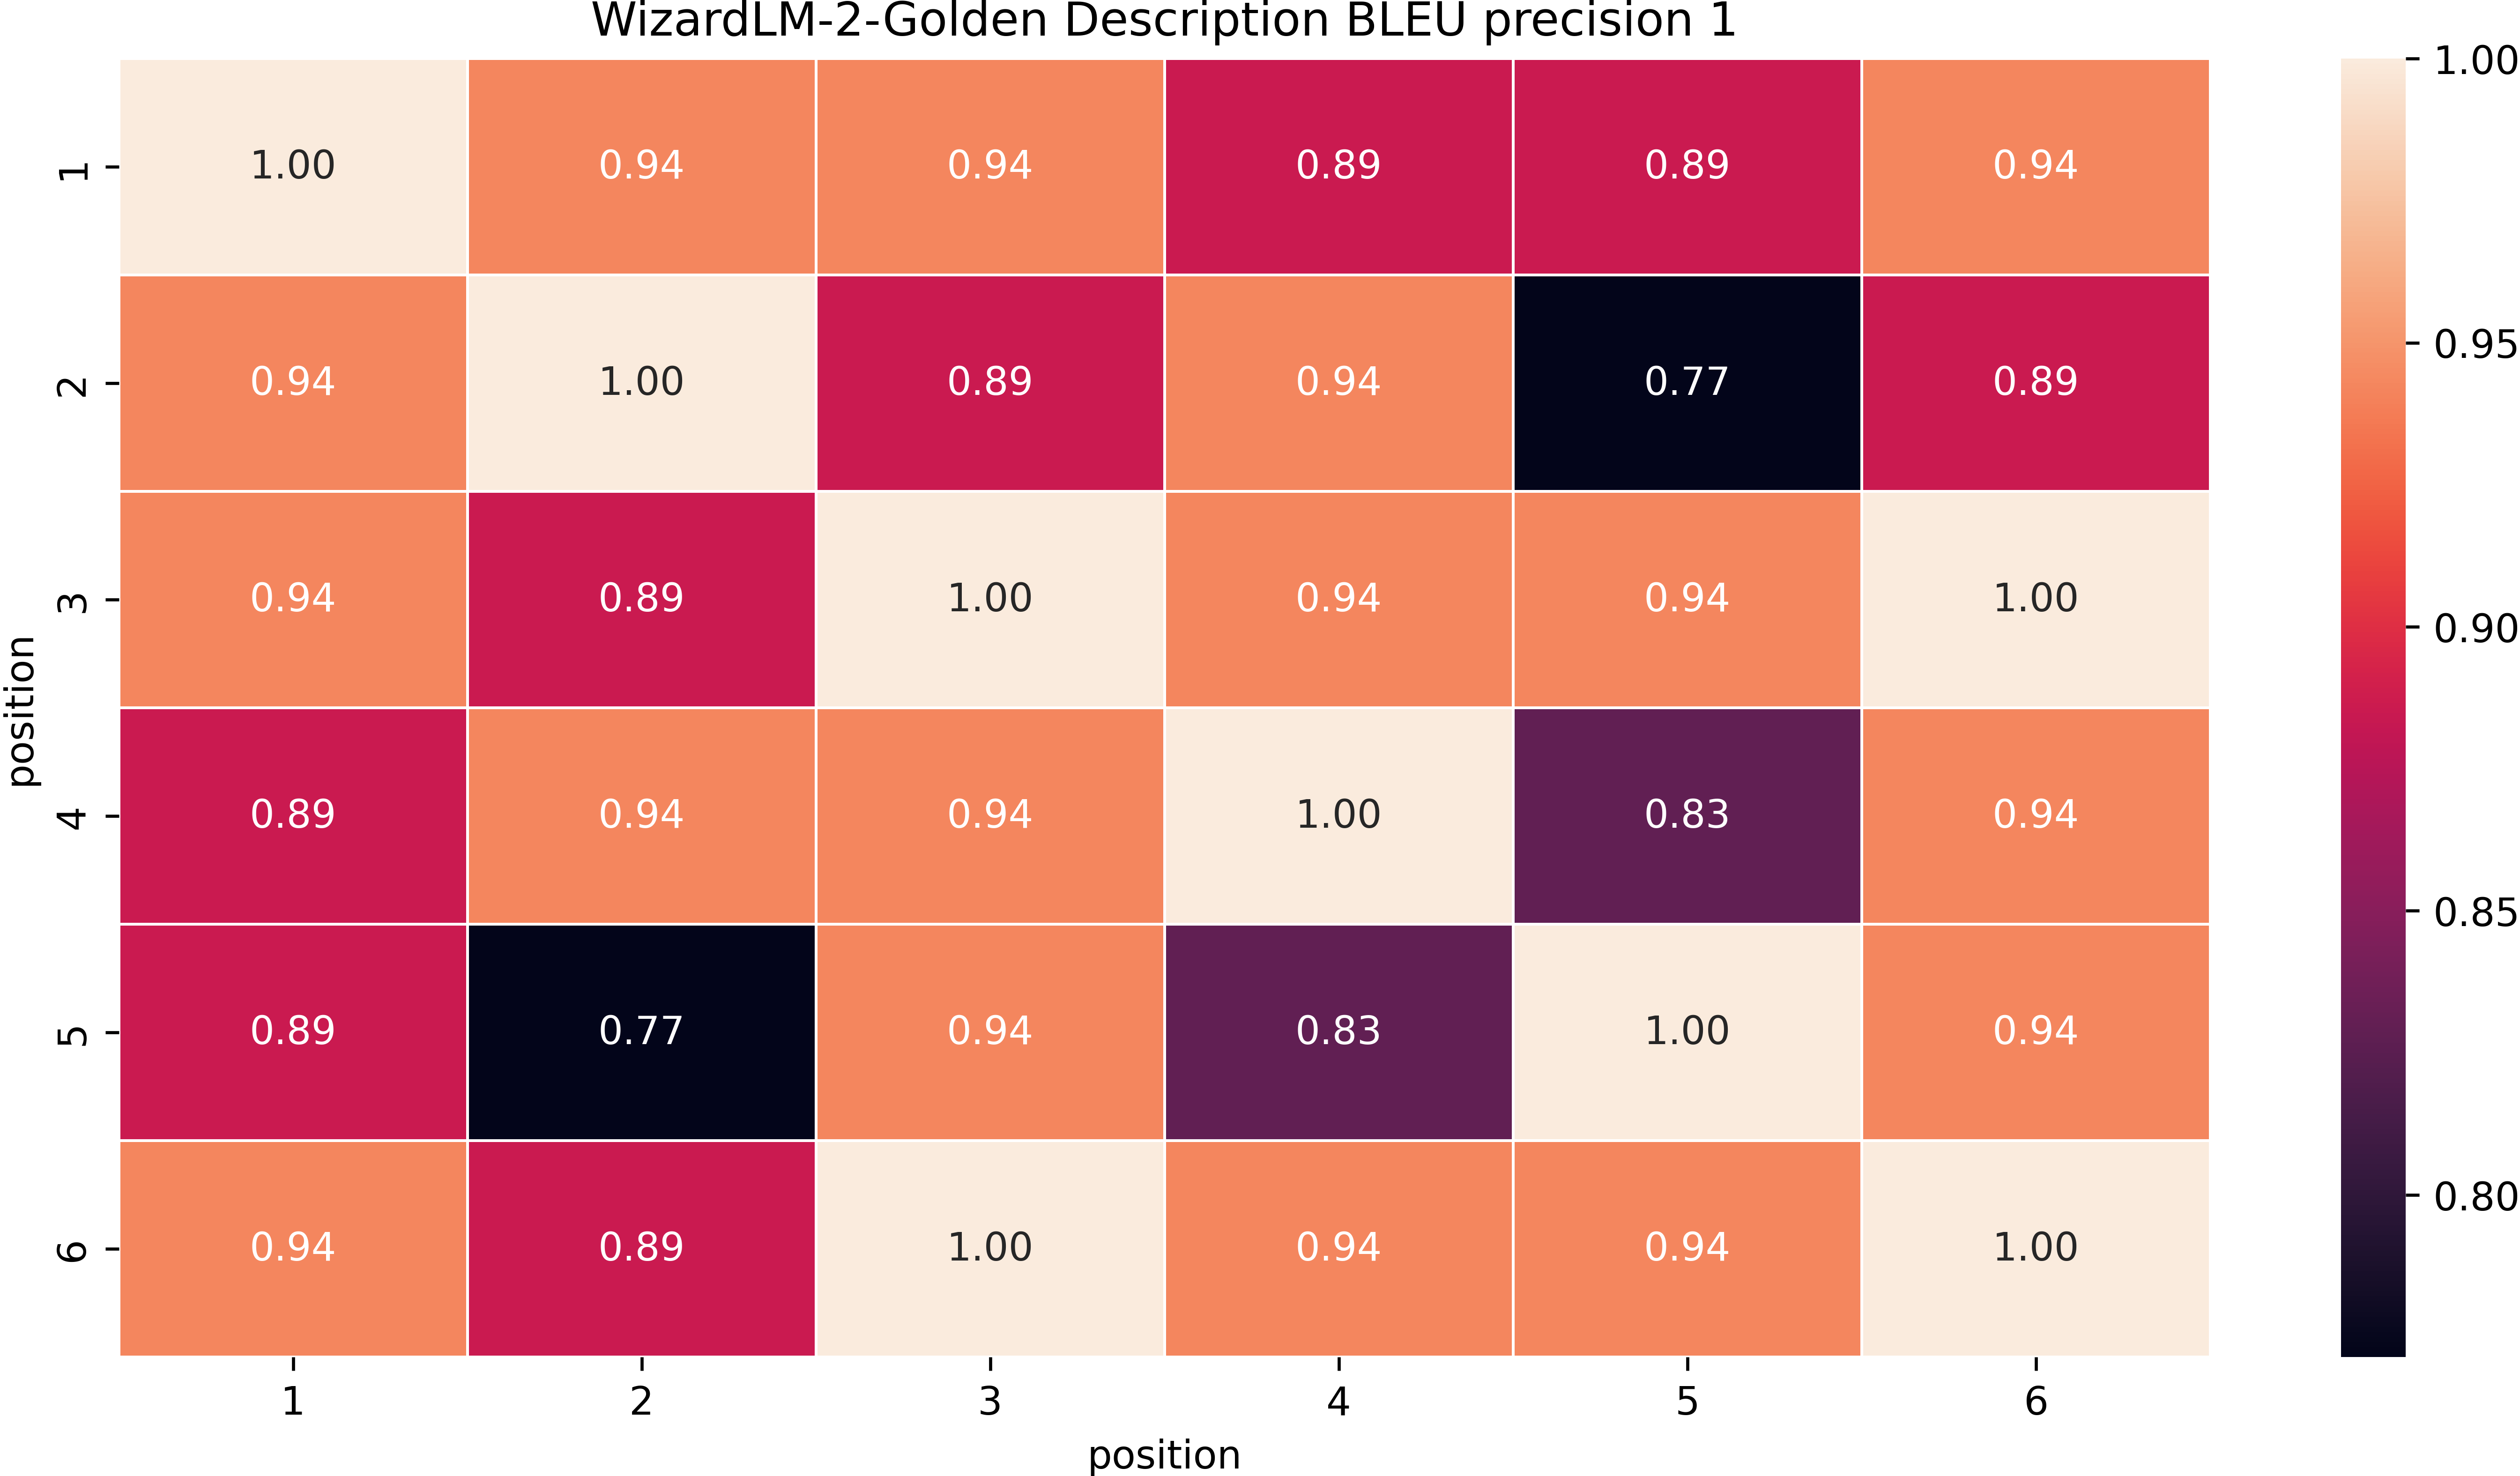 WizardLM-2-Golden Description BLEU precision 1
1.00
1 1.00 0.94 0.94 0.89 0.89 0.94
0.95
2 0.94 1.00 0.89 0.94 0.77 0.89
3 0.94 0.89 1.00 0.94 0.94 1.00
0.90
position
4 0.89 0.94 0.94 1.00 0.83 0.94
0.85
5 0.89 0.77 0.94 0.83 1.00 0.94
0.80
6 0.94 0.89 1.00 0.94 0.94 1.00
1 2 3 4 5 6
position